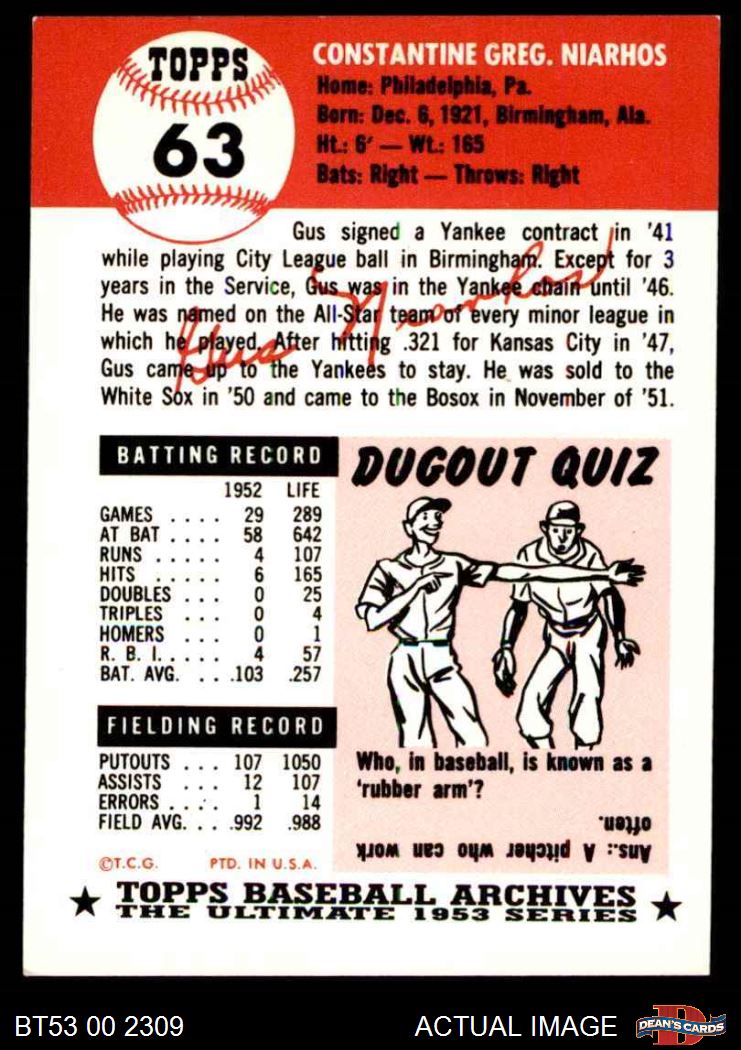 TOPPS
63
CONSTANTINE GREG. NIARHOS
Home: Philadelphia, Pa.
Born: Dec. 6, 1921, Birmingham, Ala.
Ht.: 6' — Wt.: 165
Bats: Right — Throws: Right
Gus signed a Yankee contract in '41
while playing City League ball in Birmingham. Except for 3
years in the Service, Gus was in the Yankee chain until '46.
He was named on the All-Star team of every minor league in
which he played. After hitting .321 for Kansas City in '47,
Gus came up to the Yankees to stay. He was sold to the
White Sox in '50 and came to the Bosox in November of '51.
Gus Niarhos
BATTING RECORD
1952 LIFE
GAMES .... 29 289
AT BAT .... 58 642
RUNS .... 4 107
HITS ..... 6 165
DOUBLES ... 0 25
TRIPLES ... 0 4
HOMERS ... 0 1
R. B. I..... 4 57
BAT. AVG. ... .103 .257
FIELDING RECORD
PUTOUTS ... 107 1050
ASSISTS ... 12 107
ERRORS .... 1 14
FIELD AVG. ... .992 .988
©T.C.G. PTD. IN U.S.A.
DUGOUT QUIZ
Who, in baseball, is known as a
'rubber arm'?
Ans.: A pitcher who can work
often.
TOPPS BASEBALL ARCHIVES
THE ULTIMATE 1953 SERIES
BT53 00 2309
ACTUAL IMAGE
D
DEAN'S CARDS